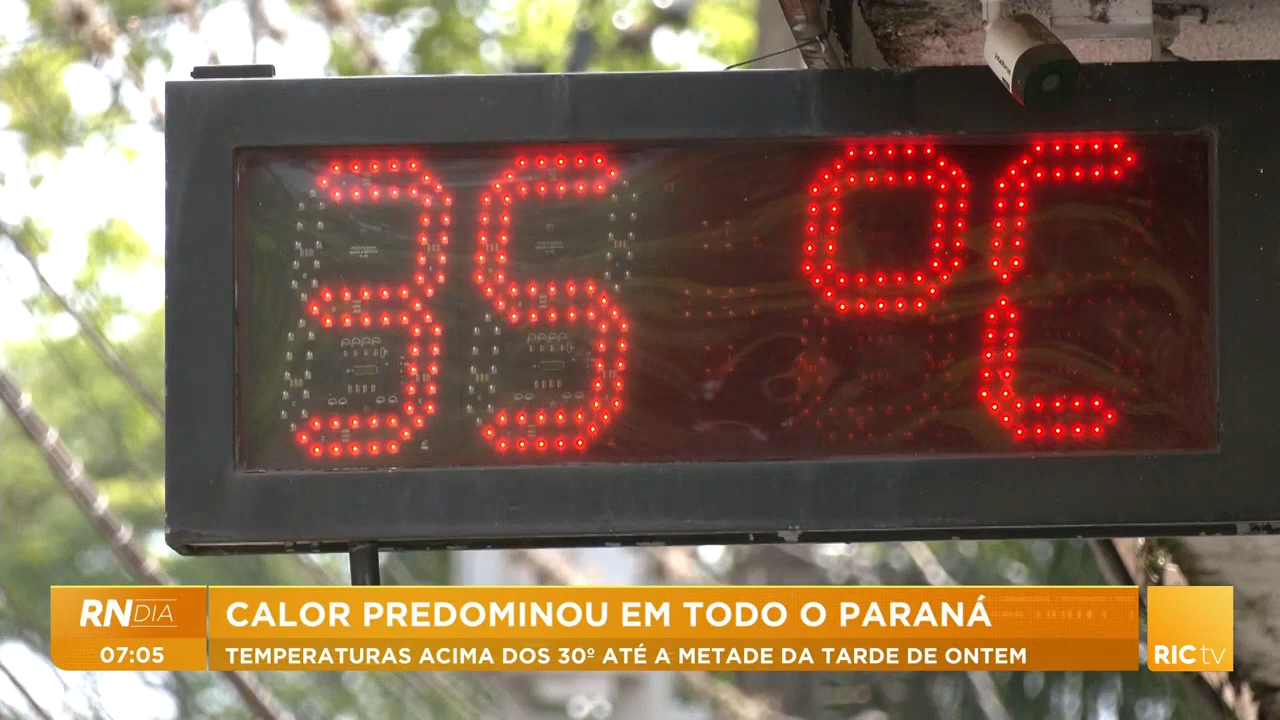 35 ºC
RNDIA
07:05
CALOR PREDOMINOU EM TODO O PARANÁ
TEMPERATURAS ACIMA DOS 30º ATÉ A METADE DA TARDE DE ONTEM
RICtv